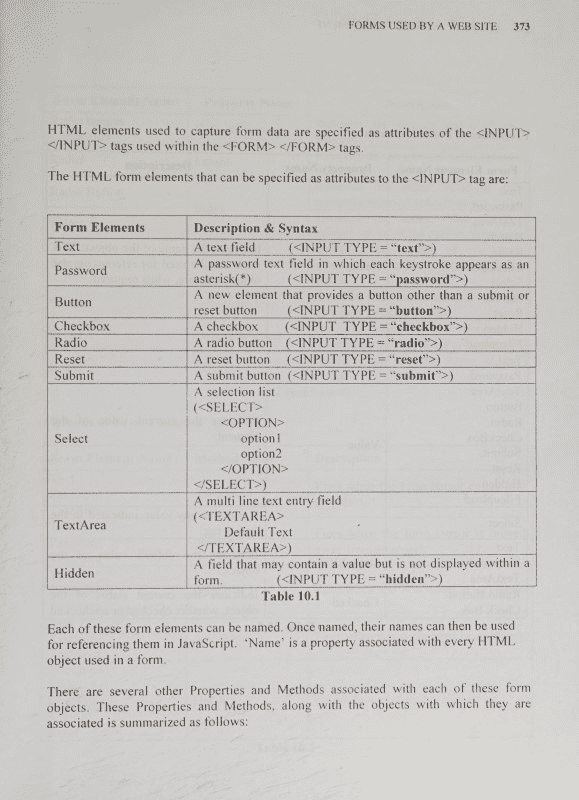 FORMS USED BY A WEB SITE 373
HTML elements used to capture form data are specified as attributes of the <INPUT>
</INPUT> tags used within the <FORM> </FORM> tags.
The HTML form elements that can be specified as attributes to the <INPUT> tag are:
Form Elements Description & Syntax
Text A text field (<INPUT TYPE = “text”>)
Password A password text field in which each keystroke appears as an
asterisk(*) (<INPUT TYPE = “password”>)
Button A new element that provides a button other than a submit or
reset button (<INPUT TYPE = “button”>)
Checkbox A checkbox (<INPUT TYPE = “checkbox”>)
Radio A radio button (<INPUT TYPE = “radio”>)
Reset A reset button (<INPUT TYPE = “reset”>)
Submit A submit button (<INPUT TYPE = “submit”>)
Select A selection list
(<SELECT>
<OPTION>
option1
option2
</OPTION>
</SELECT>)
TextArea A multi line text entry field
(<TEXTAREA>
Default Text
</TEXTAREA>)
Hidden A field that may contain a value but is not displayed within a
form. (<INPUT TYPE = “hidden”>)
Table 10.1
Each of these form elements can be named. Once named, their names can then be used
for referencing them in JavaScript. ‘Name’ is a property associated with every HTML
object used in a form.
There are several other Properties and Methods associated with each of these form
objects. These Properties and Methods, along with the objects with which they are
associated is summarized as follows: